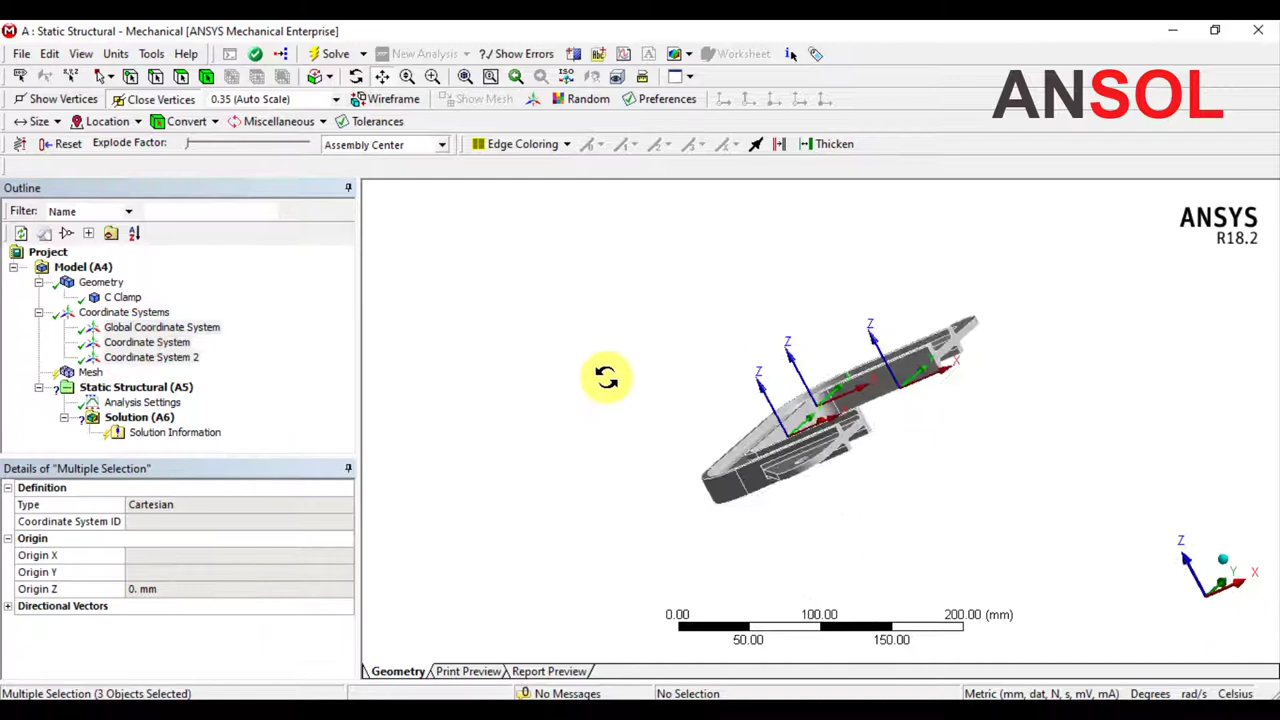 A : Static Structural - Mechanical [ANSYS Mechanical Enterprise]
File Edit View Units Tools Help Solve New Analysis ?/ Show Errors Worksheet
Show Vertices Close Vertices 0.35 (Auto Scale) Wireframe Show Mesh Random Preferences
ANSOL
Size Location Convert Miscellaneous Tolerances
Reset Explode Factor: Assembly Center Edge Coloring Thicken
Outline
Filter: Name
Project
Model (A4)
Geometry
C Clamp
Coordinate Systems
Global Coordinate System
Coordinate System
Coordinate System 2
Mesh
Static Structural (A5)
Analysis Settings
Solution (A6)
Solution Information
Details of "Multiple Selection"
Definition
Type Cartesian
Coordinate System ID
Origin
Origin X
Origin Y
Origin Z 0. mm
Directional Vectors
ANSYS
R18.2
Z
Z
Z
X
Z
Y
X
0.00 100.00 200.00 (mm)
50.00 150.00
Geometry Print Preview Report Preview
Multiple Selection (3 Objects Selected) 0 No Messages No Selection Metric (mm, dat, N, s, mV, mA) Degrees rad/s Celsius